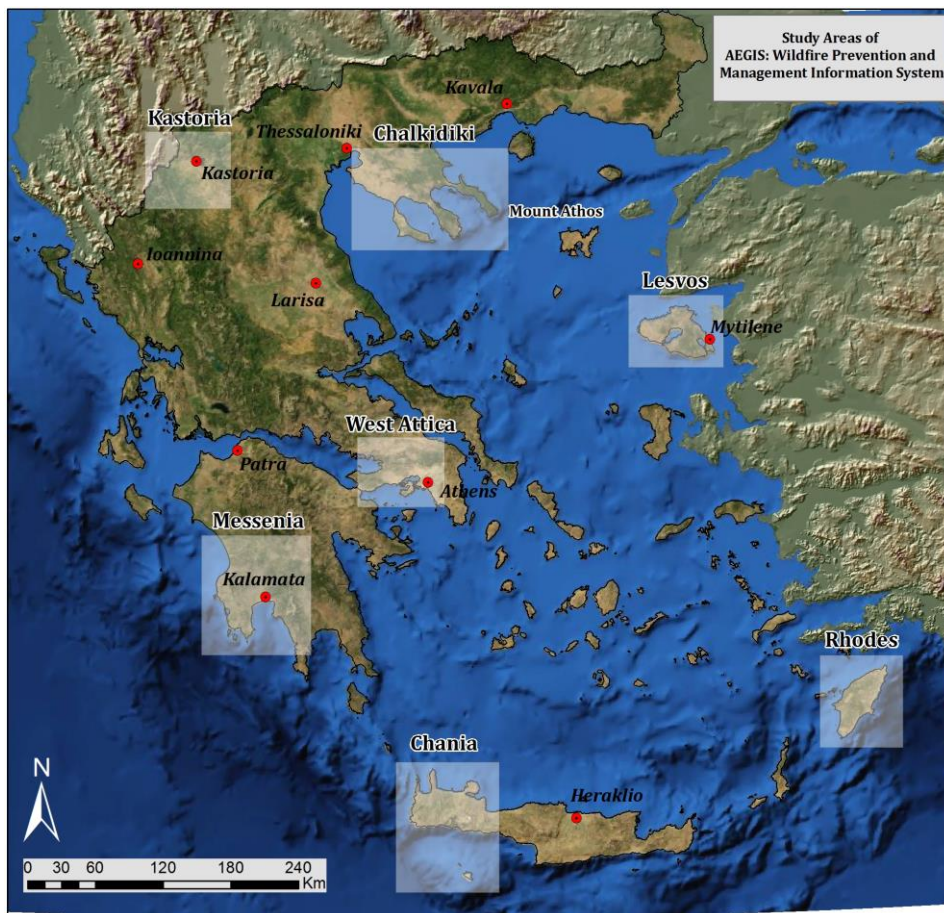 Study Areas of
AEGIS: Wildfire Prevention and
Management Information System
Kavala
Kastoria
Thessaloniki
Chalkidiki
Kastoria
Mount Athos
Ioannina
Larisa
Lesvos
Mytilene
West Attica
Patra
Athens
Messenia
Kalamata
Rhodes
Chania
Heraklio
N
0 30 60 120 180 240
Km